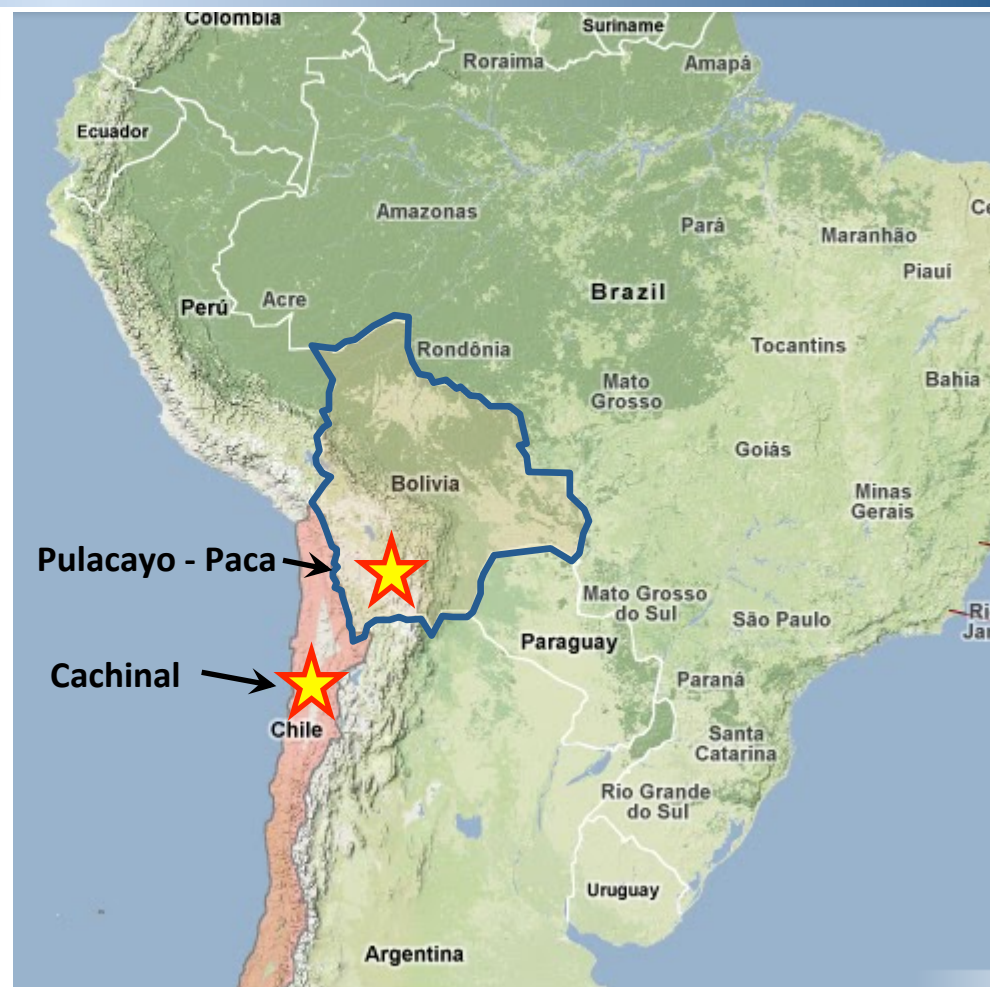 Colombia
Suriname
Roraima
Amapá
Ecuador
Amazonas
Pará
Maranhão
Piauí
Perú
Acre
Brazil
Rondônia
Tocantins
Mato
Grosso
Bahia
Goiás
Bolivia
Minas
Gerais
Pulacayo - Paca
Mato Grosso
do Sul
São Paulo
Paraguay
Cachinal
Paraná
Chile
Santa
Catarina
Rio Grande
do Sul
Uruguay
Argentina